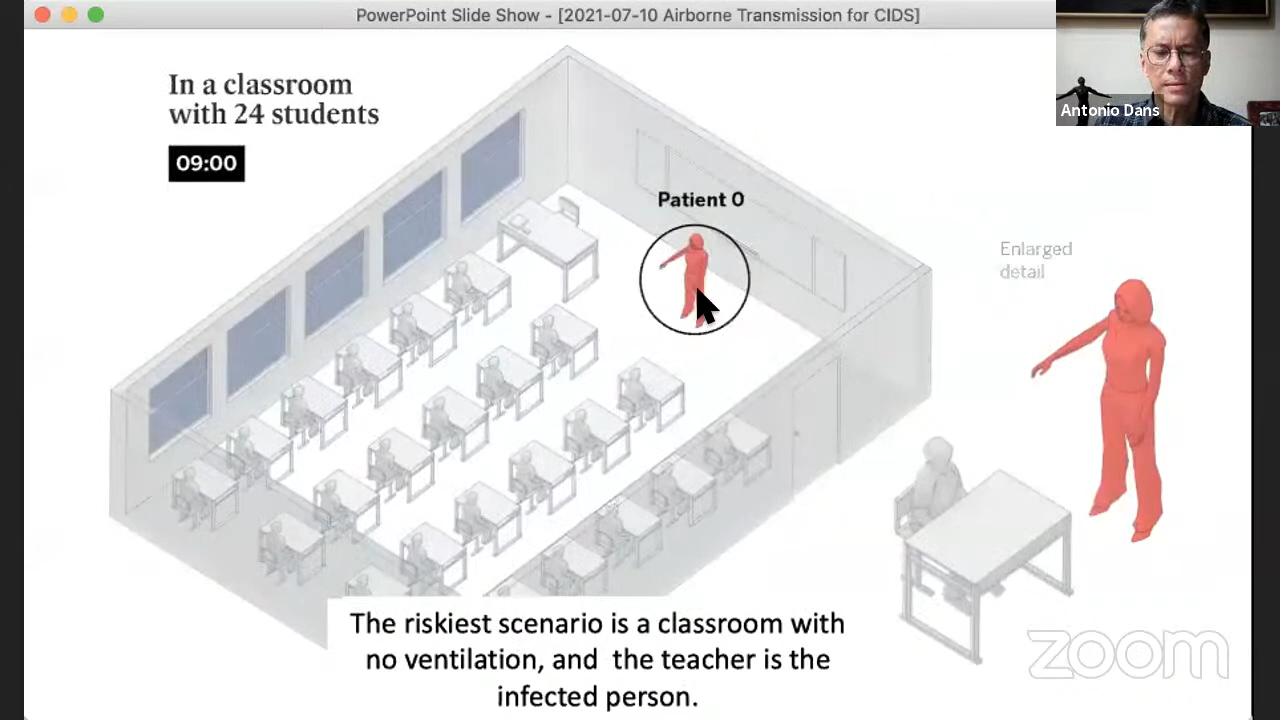 PowerPoint Slide Show - [2021-07-10 Airborne Transmission for CIDS]
Antonio Dans
In a classroom
with 24 students
09:00
Patient 0
Enlarged
detail
The riskiest scenario is a classroom with
no ventilation, and the teacher is the
infected person.
zoom